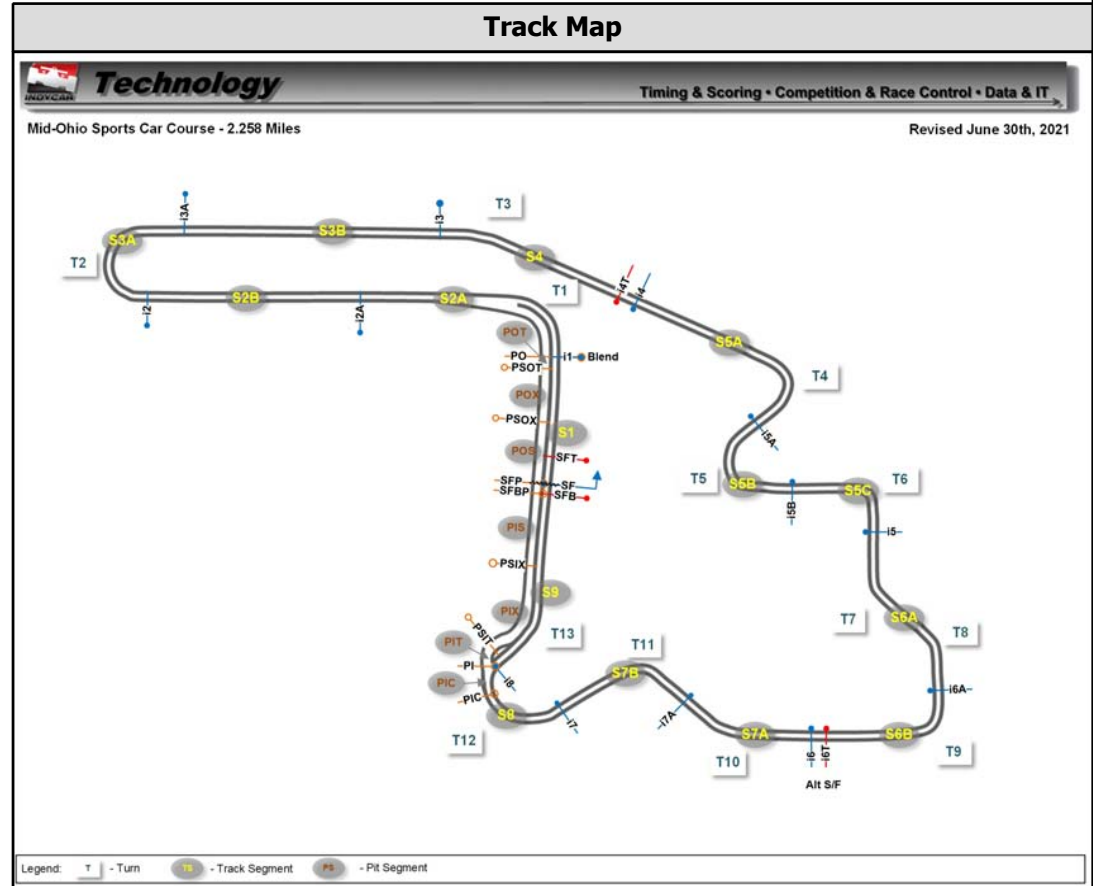 Track Map
INDYCAR Technology
Timing & Scoring • Competition & Race Control • Data & IT
Mid-Ohio Sports Car Course - 2.258 Miles
Revised June 30th, 2021
i3A
i3
T3
S3A
S3B
S4
T2
i4T
i4
T1
i2
S2B
i2A
S2A
POT
PO
i1
Blend
PSOT
S5A
T4
POX
PSOX
S1
i5A
POS
SFT
T5
S5B
i5B
S5C
T6
SFP
SF
SFBP
SFB
PIS
i5
PSIX
PIX
S9
T7
S6A
T8
PSIT
T13
PIT
PI
i8
T11
S7B
PIC
PIC
i6A
S8
i7
i7A
T12
T10
S7A
i6
i6T
S6B
T9
Alt S/F
Legend: T - Turn TS - Track Segment PS - Pit Segment